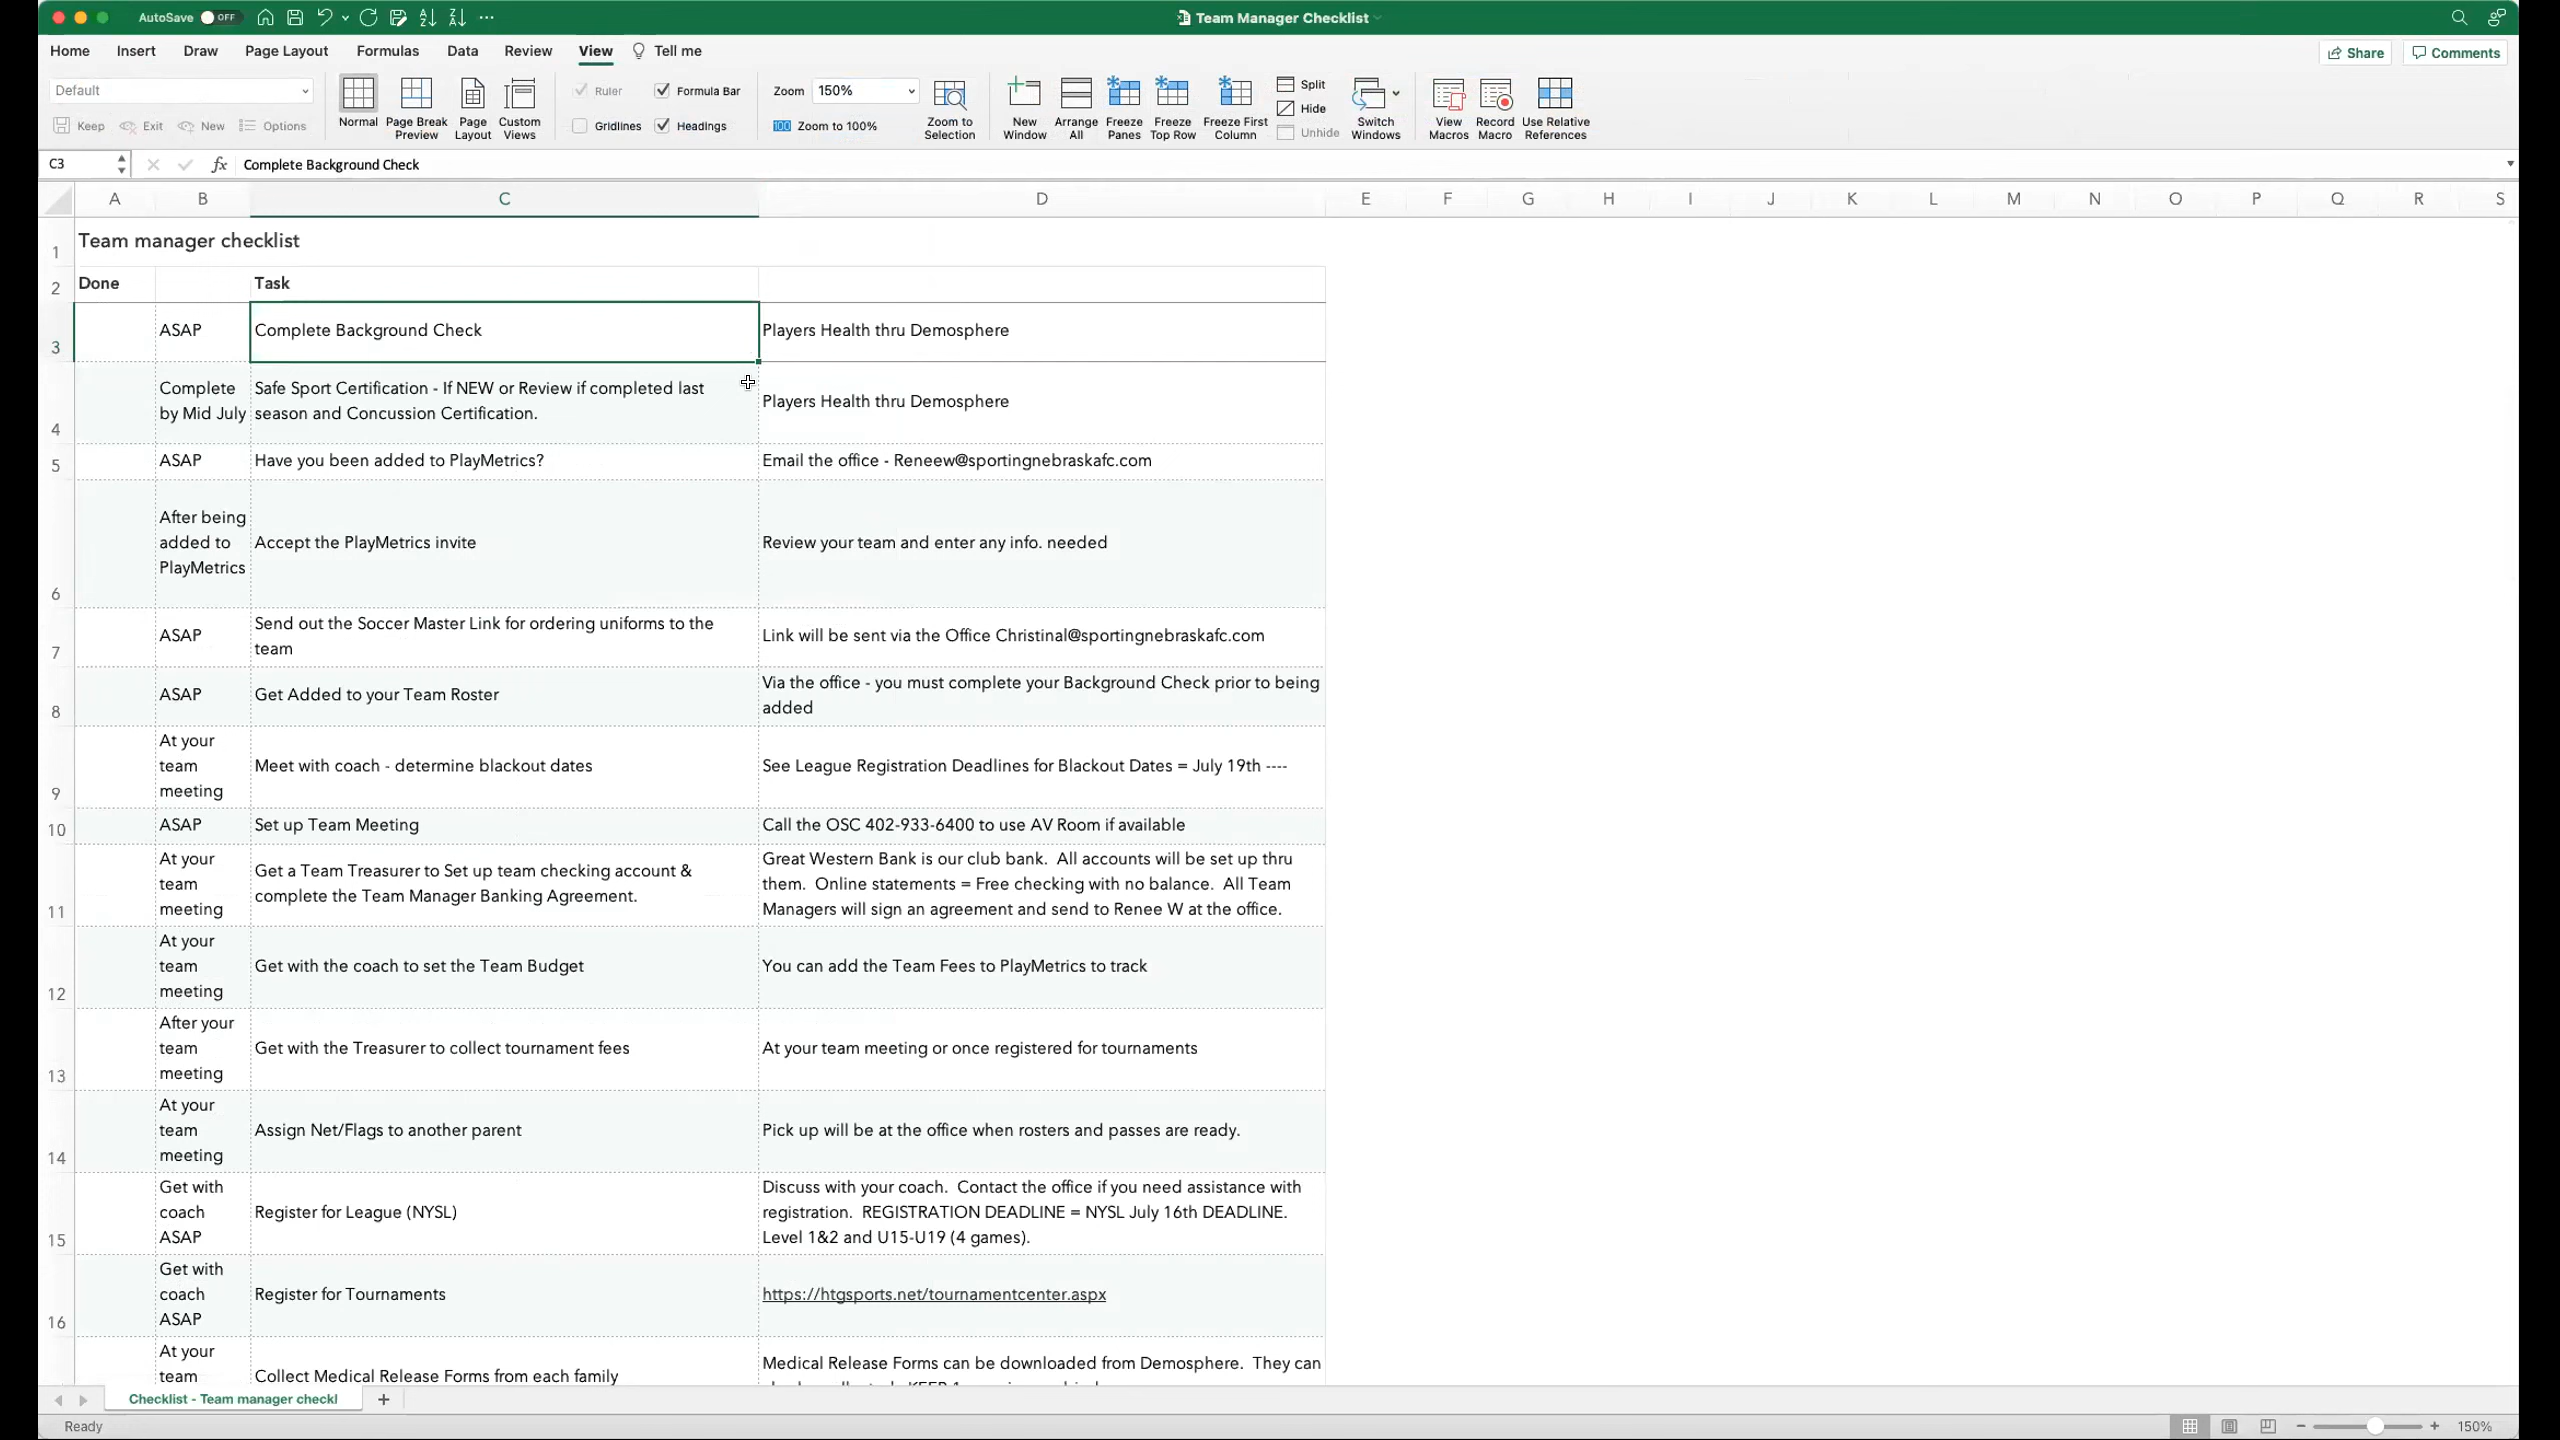 AutoSave OFF
Team Manager Checklist
Home Insert Draw Page Layout Formulas Data Review View Tell me
Share Comments
Default
Keep Exit New Options
Normal
Page Break Preview
Page Layout
Custom Views
Ruler Formula Bar
Gridlines Headings
Zoom 150%
Zoom to 100%
Zoom to Selection
New Window
Arrange All
Freeze Panes
Freeze Top Row
Freeze First Column
Split
Hide
Unhide
Switch Windows
View Macros
Record Macro
Use Relative References
C3 fx Complete Background Check
A B C D E F G H I J K L M N O P Q R S
1 Team manager checklist
2 Done Task
3 ASAP Complete Background Check Players Health thru Demosphere
4 Complete by Mid July
Safe Sport Certification - If NEW or Review if completed last
season and Concussion Certification.
Players Health thru Demosphere
5 ASAP Have you been added to PlayMetrics? Email the office - Reneew@sportingnebraskafc.com
6 After being
added to
PlayMetrics
Accept the PlayMetrics invite
Review your team and enter any info. needed
7 ASAP
Send out the Soccer Master Link for ordering uniforms to the
team
Link will be sent via the Office Christinal@sportingnebraskafc.com
8 ASAP
Get Added to your Team Roster
Via the office - you must complete your Background Check prior to being
added
9 At your
team
meeting
Meet with coach - determine blackout dates
See League Registration Deadlines for Blackout Dates = July 19th ----
10 ASAP Set up Team Meeting Call the OSC 402-933-6400 to use AV Room if available
11 At your
team
meeting
Get a Team Treasurer to Set up team checking account &
complete the Team Manager Banking Agreement.
Great Western Bank is our club bank.  All accounts will be set up thru
them.  Online statements = Free checking with no balance.  All Team
Managers will sign an agreement and send to Renee W at the office.
12 At your
team
meeting
Get with the coach to set the Team Budget
You can add the Team Fees to PlayMetrics to track
13 After your
team
meeting
Get with the Treasurer to collect tournament fees
At your team meeting or once registered for tournaments
14 At your
team
meeting
Assign Net/Flags to another parent
Pick up will be at the office when rosters and passes are ready.
15 Get with
coach
ASAP
Register for League (NYSL)
Discuss with your coach.  Contact the office if you need assistance with
registration.  REGISTRATION DEADLINE = NYSL July 16th DEADLINE.
Level 1&2 and U15-U19 (4 games).
16 Get with
coach
ASAP
Register for Tournaments
https://htgsports.net/tournamentcenter.aspx
At your
team
Collect Medical Release Forms from each family
Medical Release Forms can be downloaded from Demosphere.  They can
Checklist - Team manager checkl
Ready
150%